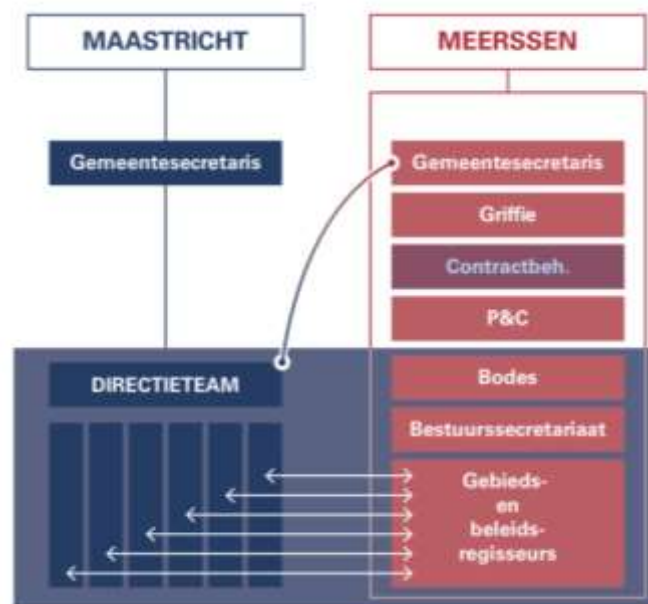 MAASTRICHT
Gemeentesecretaris
DIRECTIETEAM
MEERSSEN
Gemeentesecretaris
Griffie
Contractbeh.
P&C
Bodes
Bestuurssecretariaat
Gebieds-
en
beleids-
regisseurs